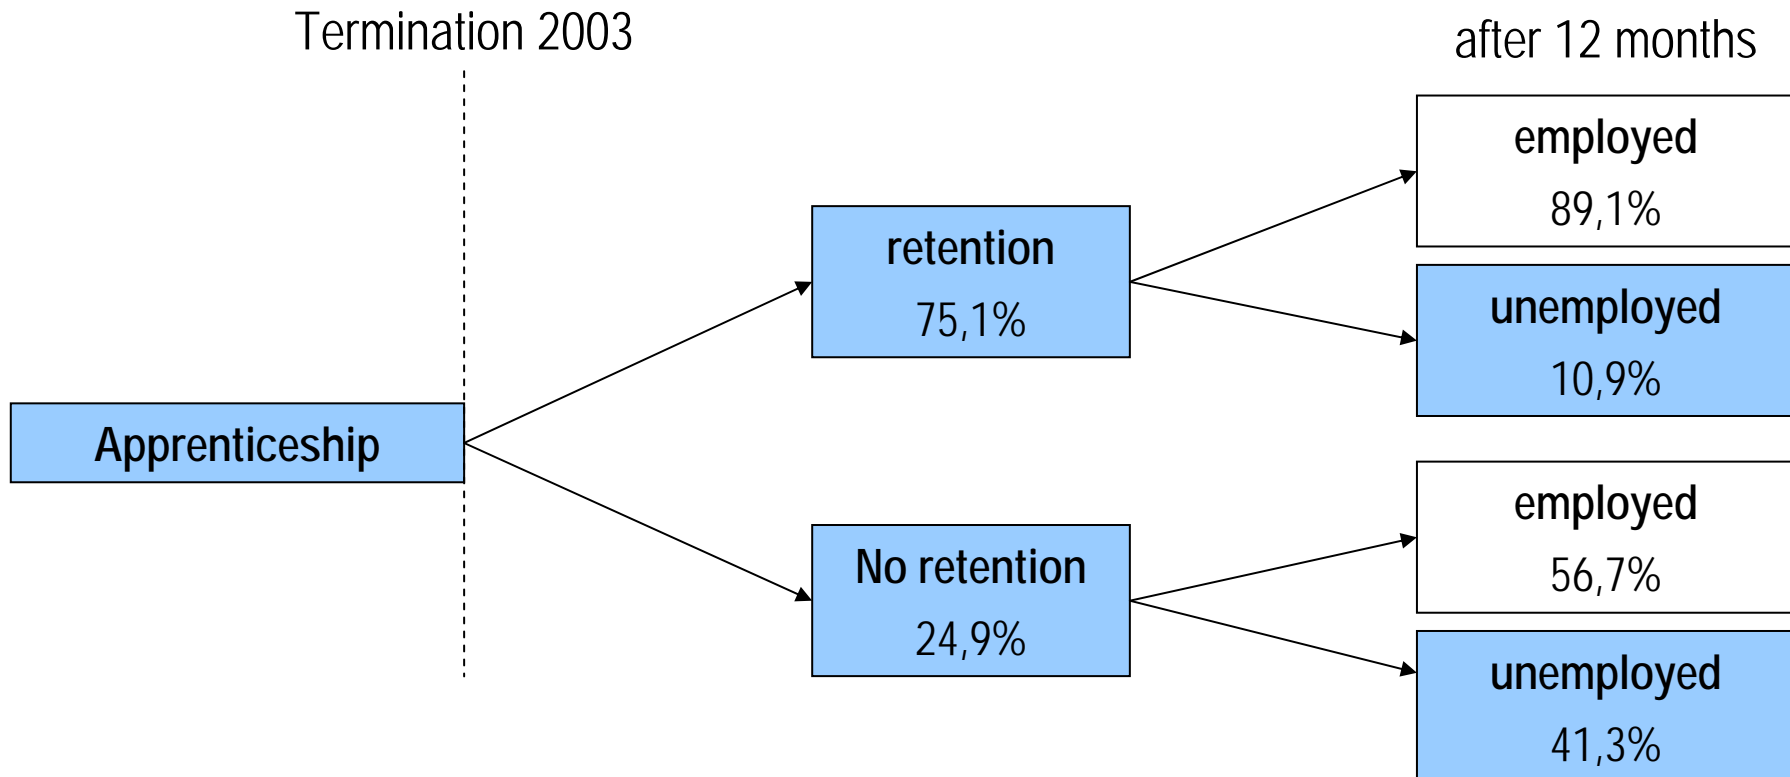 Termination 2003
after 12 months
employed
89,1%
retention
75,1%
unemployed
10,9%
Apprenticeship
employed
56,7%
No retention
24,9%
unemployed
41,3%